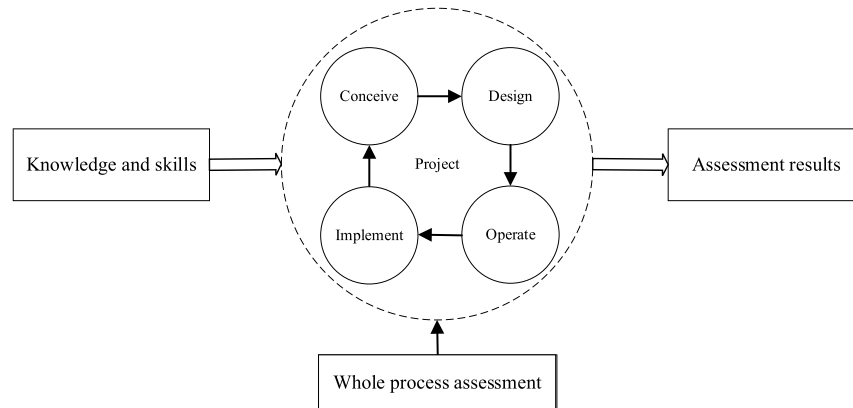 Conceive
Design
Knowledge and skills
Project
Assessment results
Implement
Operate
Whole process assessment